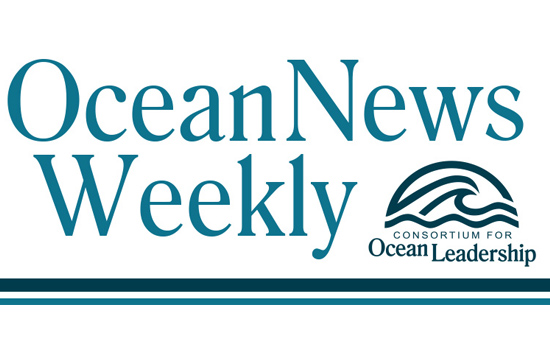 Ocean News
Weekly
CONSORTIUM FOR
Ocean Leadership